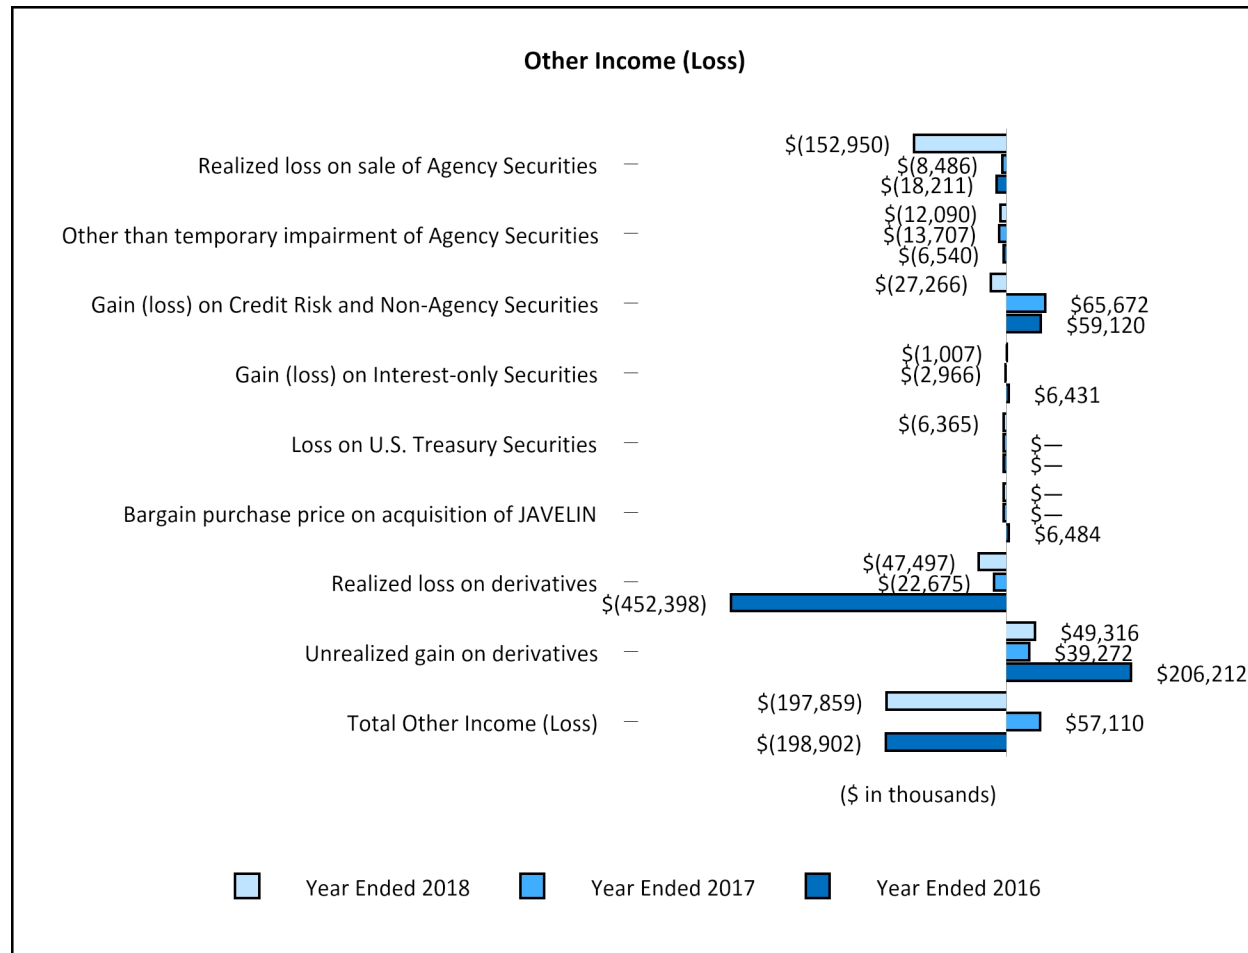 Other Income (Loss)
$(152,950)
Realized loss on sale of Agency Securities
$(8,486)
$(18,211)
$(12,090)
Other than temporary impairment of Agency Securities
$(13,707)
$(6,540)
$(27,266)
Gain (loss) on Credit Risk and Non-Agency Securities
$65,672
$59,120
$(1,007)
Gain (loss) on Interest-only Securities
$(2,966)
$6,431
$(6,365)
Loss on U.S. Treasury Securities
$—
$—
$—
Bargain purchase price on acquisition of JAVELIN
$—
$6,484
$(47,497)
Realized loss on derivatives
$(22,675)
$(452,398)
$49,316
Unrealized gain on derivatives
$39,272
$206,212
$(197,859)
Total Other Income (Loss)
$57,110
$(198,902)
($ in thousands)
Year Ended 2018 Year Ended 2017 Year Ended 2016